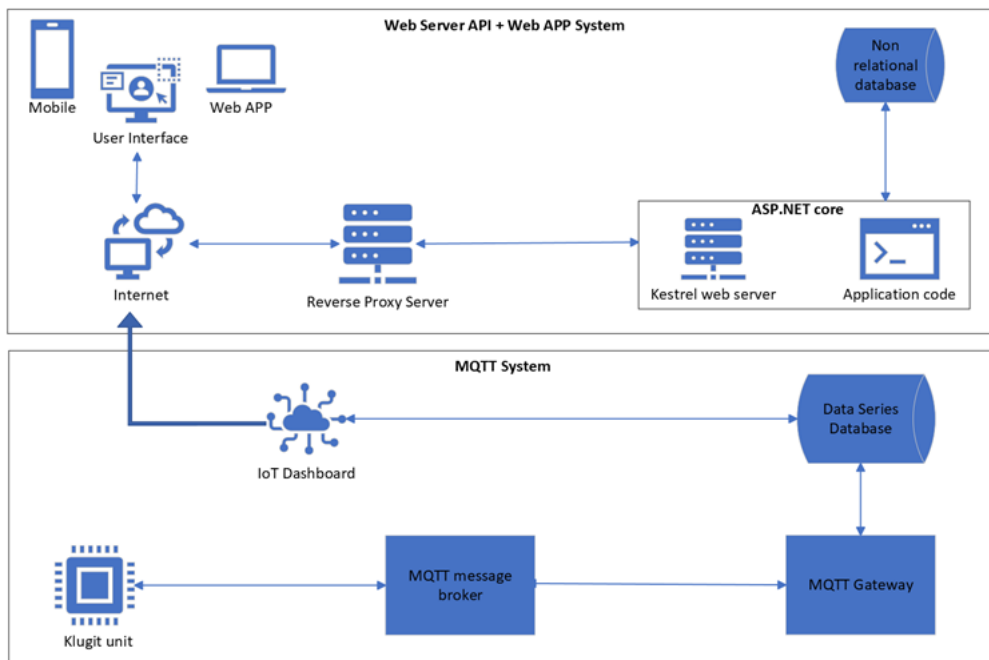 Web Server API + Web APP System
Mobile
User Interface
Web APP
Non
relational
database
Internet
Reverse Proxy Server
ASP.NET core
Kestrel web server
Application code
MQTT System
IoT Dashboard
Data Series
Database
Klugit unit
MQTT message
broker
MQTT Gateway